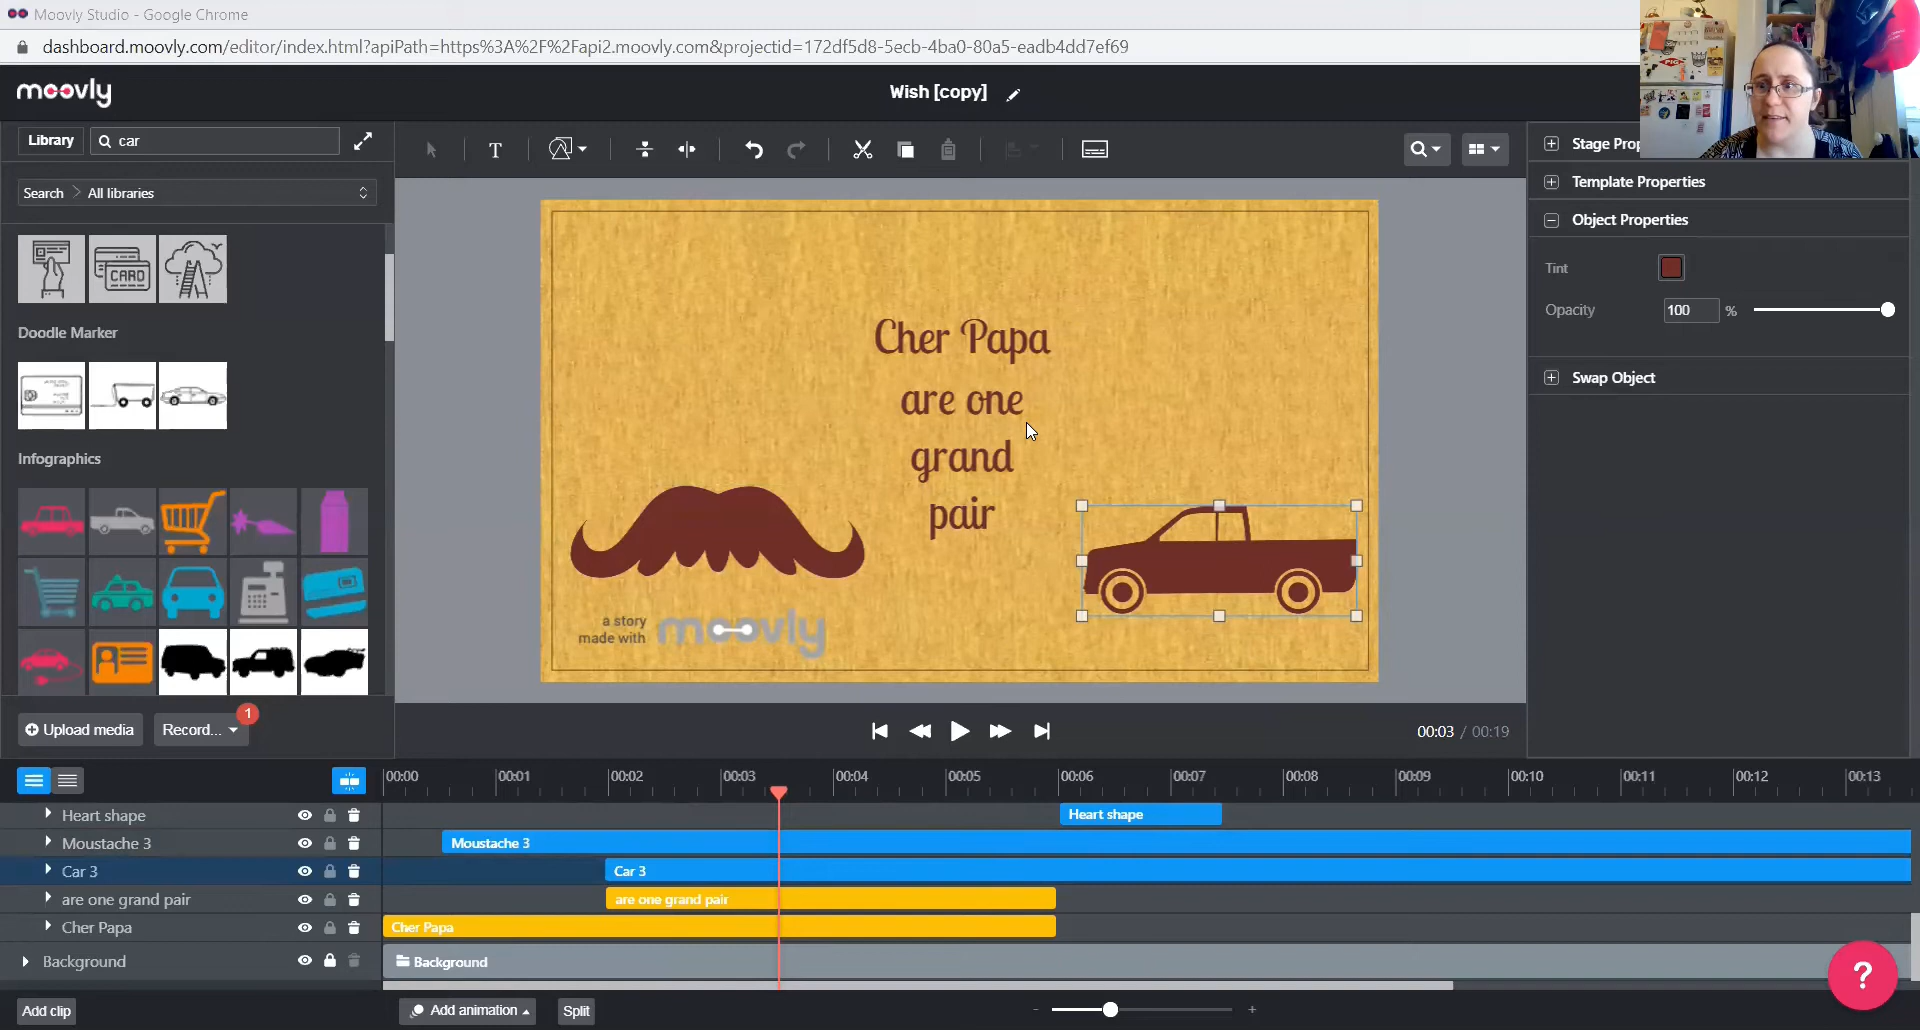 Moovly Studio - Google Chrome
dashboard.moovly.com/editor/index.html?apiPath=https%3A%2F%2Fapi2.moovly.com&projectid=172df5d8-5ecb-4ba0-80a5-eadb4dd7ef69
moovly
Wish [copy]
Library
car
T
Stage Prop
Search > All libraries
Template Properties
Object Properties
Tint
Opacity 100 %
Swap Object
CARD
Doodle Marker
Infographics
Cher Papa
are one
grand
pair
a story
made with moovly
Upload media
Record...
1
00:03 / 00:19
00:00 00:01 00:02 00:03 00:04 00:05 00:06 00:07 00:08 00:09 00:10 00:11 00:12 00:13
Heart shape Heart shape
Moustache 3 Moustache 3
Car 3 Car 3
are one grand pair are one grand pair
Cher Papa Cher Papa
Background Background
Add clip
Add animation
Split
- +
?